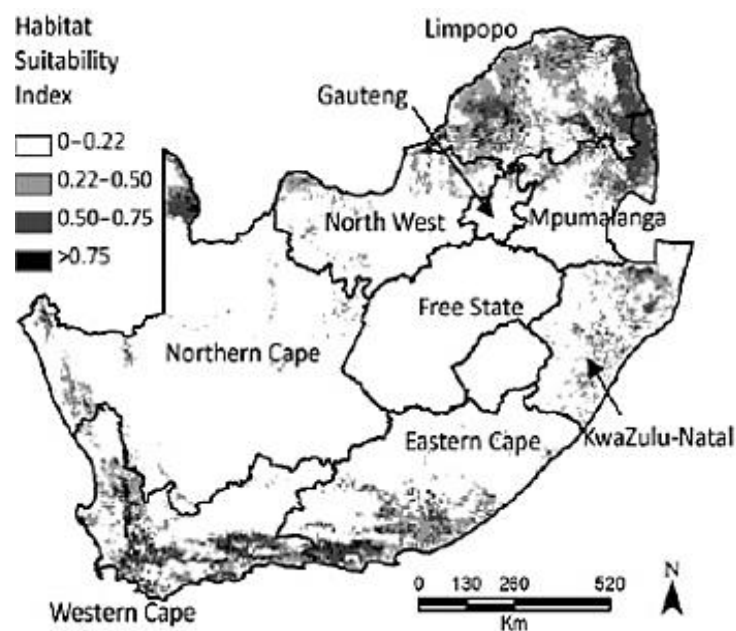 Habitat
Suitability
Index
0–0.22
0.22–0.50
0.50–0.75
>0.75
Limpopo
Gauteng
North West
Mpumalanga
Free State
Northern Cape
Eastern Cape
KwaZulu-Natal
Western Cape
0 130 260 520
Km
N